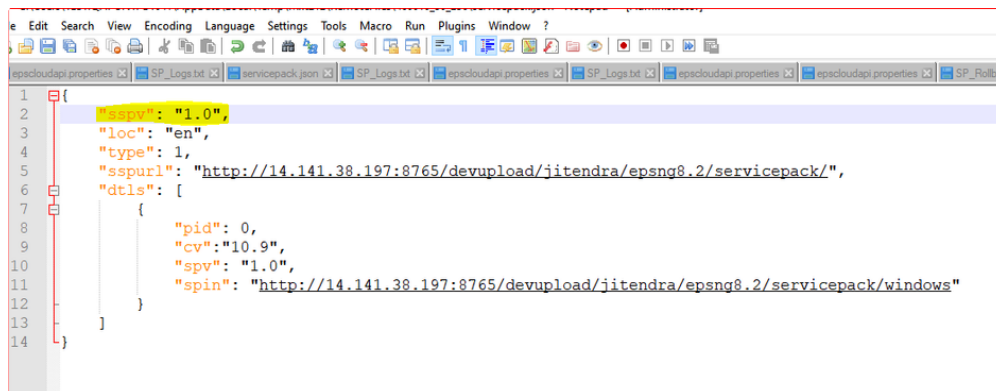 e Edit Search View Encoding Language Settings Tools Macro Run Plugins Window ?
epscloudapi.properties SP_Logs.txt servicepack.json SP_Logs.txt epscloudapi.properties SP_Logs.txt epscloudapi.properties epscloudapi.properties SP_Rollb
1 {
2 "sspv": "1.0",
3 "loc": "en",
4 "type": 1,
5 "sspurl": "http://14.141.38.197:8765/devupload/jitendra/epsng8.2/servicepack/",
6 "dtls": [
7 {
8 "pid": 0,
9 "cv":"10.9",
10 "spv": "1.0",
11 "spin": "http://14.141.38.197:8765/devupload/jitendra/epsng8.2/servicepack/windows"
12 }
13 ]
14 }